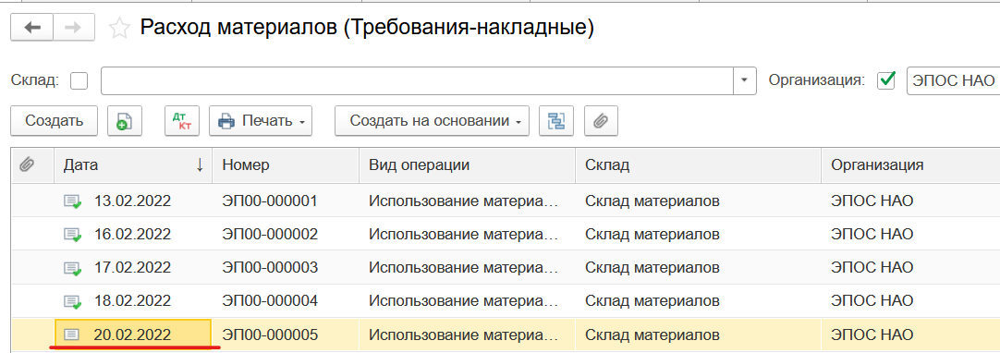 Расход материалов (Требования-накладные)
Склад: Организация: ЭПОС НАО
Создать Дт Кт Печать Создать на основании
Дата ↓ Номер Вид операции Склад Организация
13.02.2022 ЭП00-000001 Использование материа... Склад материалов ЭПОС НАО
16.02.2022 ЭП00-000002 Использование материа... Склад материалов ЭПОС НАО
17.02.2022 ЭП00-000003 Использование материа... Склад материалов ЭПОС НАО
18.02.2022 ЭП00-000004 Использование материа... Склад материалов ЭПОС НАО
20.02.2022 ЭП00-000005 Использование материа... Склад материалов ЭПОС НАО